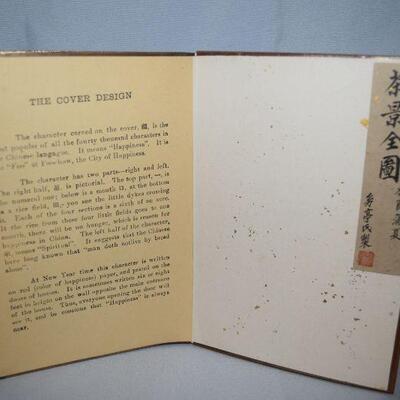 THE COVER DESIGN
The character carved on the cover, 福, is the
most popular of all the fourty thousand characters in
the Chinese langague. It means "Happiness". It is
the "Foo" of Foochow, the City of Happiness.
The character has two parts—right and left.
The right half, 畐, is pictorial. The top part, 一, is
the numeral one; below is a mouth 口, at the bottom
is a rice field, 田—you see the little dykes crossing
it. Each of the four sections is a sixth of an acre.
If the rice from these four little fields goes to one
mouth, there will be no hunger, which is reason for
happiness in China. The left half of the character,
means "Spiritual". It suggests that the Chinese
have long known that "man doth notlive by bread
alone".
At New Year time this character is written
on red (color of happiness) paper, and pasted on the
doors of houses. It is sometimes written six or eight
feet in height on the wall opposite the main entrance
of the house. Thus, everyone opening the door will
see it, and be conscious that "Happiness" is always
near.
茶景全圖